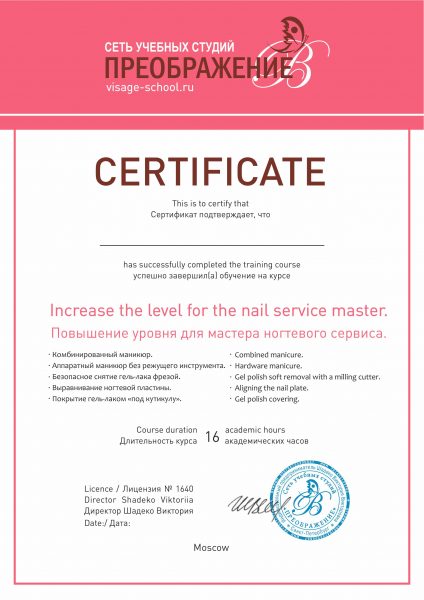 СЕТЬ УЧЕБНЫХ СТУДИЙ
ПРЕОБРАЖЕНИЕ
visage-school.ru
CERTIFICATE
This is to certify that
Сертификат подтверждает, что
has successfully completed the training course
успешно завершил(а) обучение на курсе
Increase the level for the nail service master.
Повышение уровня для мастера ногтевого сервиса.
· Комбинированный маникюр.
· Аппаратный маникюр без режущего инструмента.
· Безопасное снятие гель-лака фрезой.
· Выравнивание ногтевой пластины.
· Покрытие гель-лаком «под кутикулу».
· Combined manicure.
· Hardware manicure.
· Gel polish soft removal with a milling cutter.
· Aligning the nail plate.
· Gel polish covering.
Course duration 16 academic hours
Длительность курса академических часов
Licence / Лицензия № 1640
Director Shadeko Viktoriia
Директор Шадеко Виктория
Date:/ Дата:
Сеть учебных студий
ПРЕОБРАЖЕНИЕ
Санкт-Петербург
Moscow